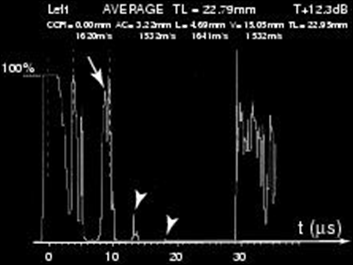 Left AVERAGE TL = 22.79mm T+12.3dB
CCPI = 0.00mm AC= 3.22mm L = 4.69mm V= 15.05mm TL = 22.95mm
1620m/s 1532m/s 1641m/s 1532m/s
100%
t (µs)
0 10 20 30